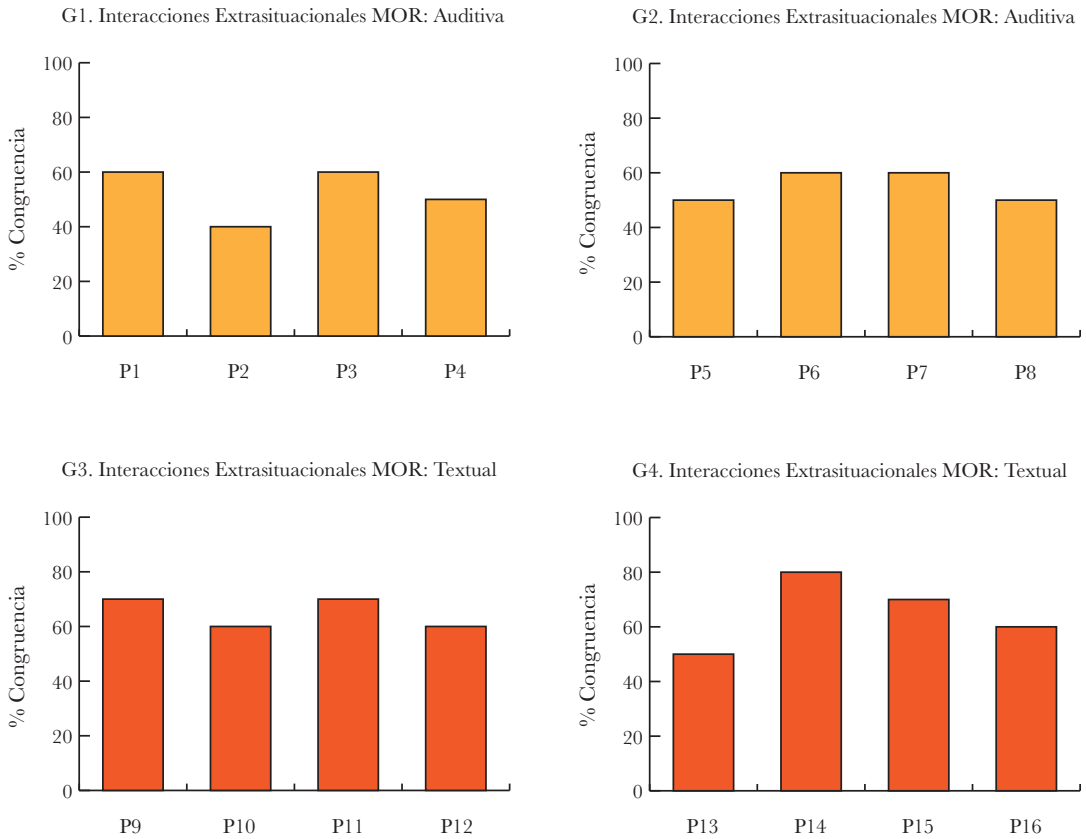 G1. Interacciones Extrasituacionales MOR: Auditiva
100
80
60
40
20
0
% Congruencia
P1 P2 P3 P4
G2. Interacciones Extrasituacionales MOR: Auditiva
100
80
60
40
20
0
% Congruencia
P5 P6 P7 P8
G3. Interacciones Extrasituacionales MOR: Textual
100
80
60
40
20
0
% Congruencia
P9 P10 P11 P12
G4. Interacciones Extrasituacionales MOR: Textual
100
80
60
40
20
0
% Congruencia
P13 P14 P15 P16